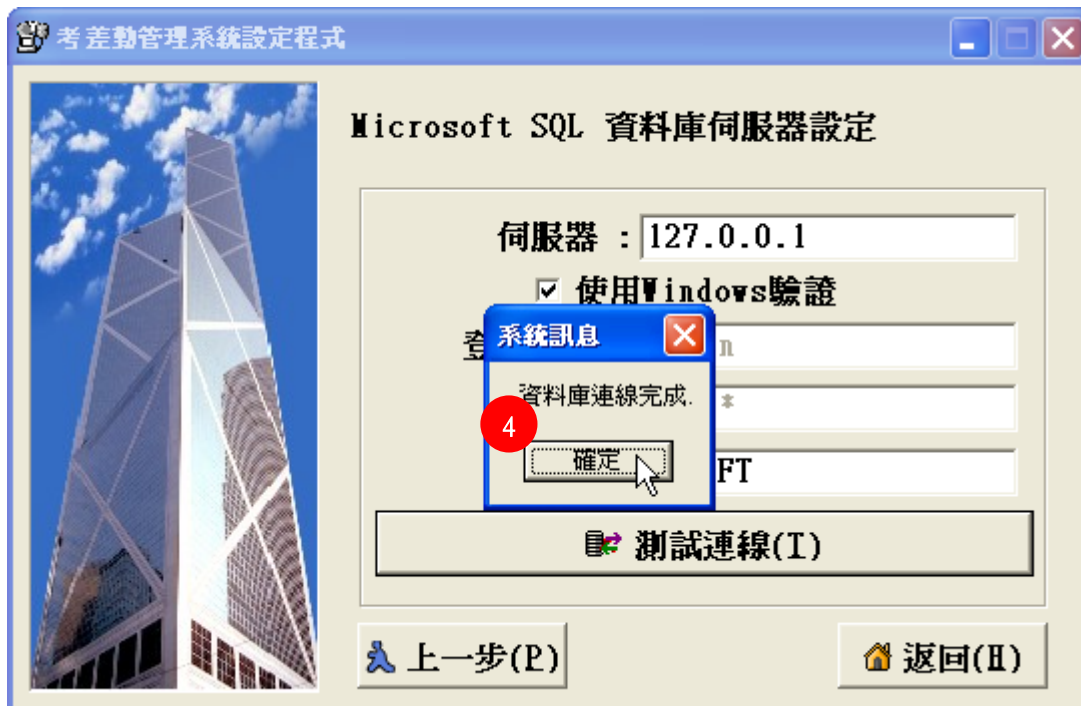 考差勤管理系統設定程式
Microsoft SQL 資料庫伺服器設定
伺服器 : 127.0.0.1
使用Windows驗證
系統訊息
登
n
資料庫連線完成.
*
4
確定
FT
測試連線(T)
上一步(P)
返回(H)